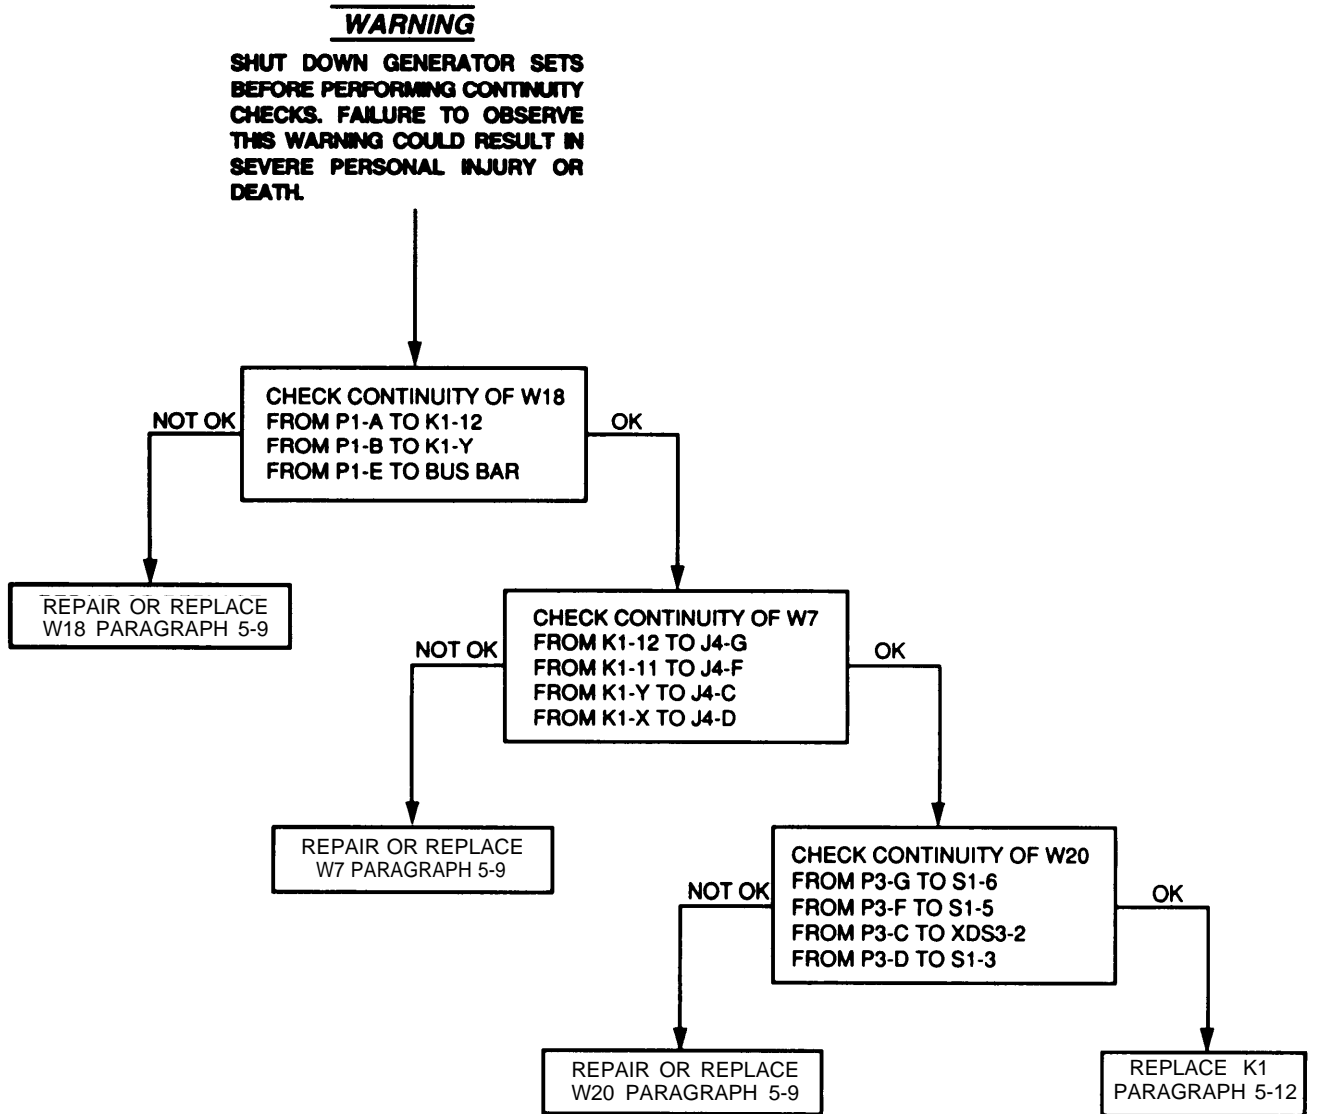 WARNING
SHUT DOWN GENERATOR SETS
BEFORE PERFORMING CONTINUITY
CHECKS. FAILURE TO OBSERVE
THIS WARNING COULD RESULT IN
SEVERE PERSONAL INJURY OR
DEATH.
CHECK CONTINUITY OF W18
FROM P1-A TO K1-12
FROM P1-B TO K1-Y
FROM P1-E TO BUS BAR
NOT OK
OK
REPAIR OR REPLACE
W18 PARAGRAPH 5-9
CHECK CONTINUITY OF W7
FROM K1-12 TO J4-G
FROM K1-11 TO J4-F
FROM K1-Y TO J4-C
FROM K1-X TO J4-D
NOT OK
OK
REPAIR OR REPLACE
W7 PARAGRAPH 5-9
CHECK CONTINUITY OF W20
FROM P3-G TO S1-6
FROM P3-F TO S1-5
FROM P3-C TO XDS3-2
FROM P3-D TO S1-3
NOT OK
OK
REPAIR OR REPLACE
W20 PARAGRAPH 5-9
REPLACE K1
PARAGRAPH 5-12